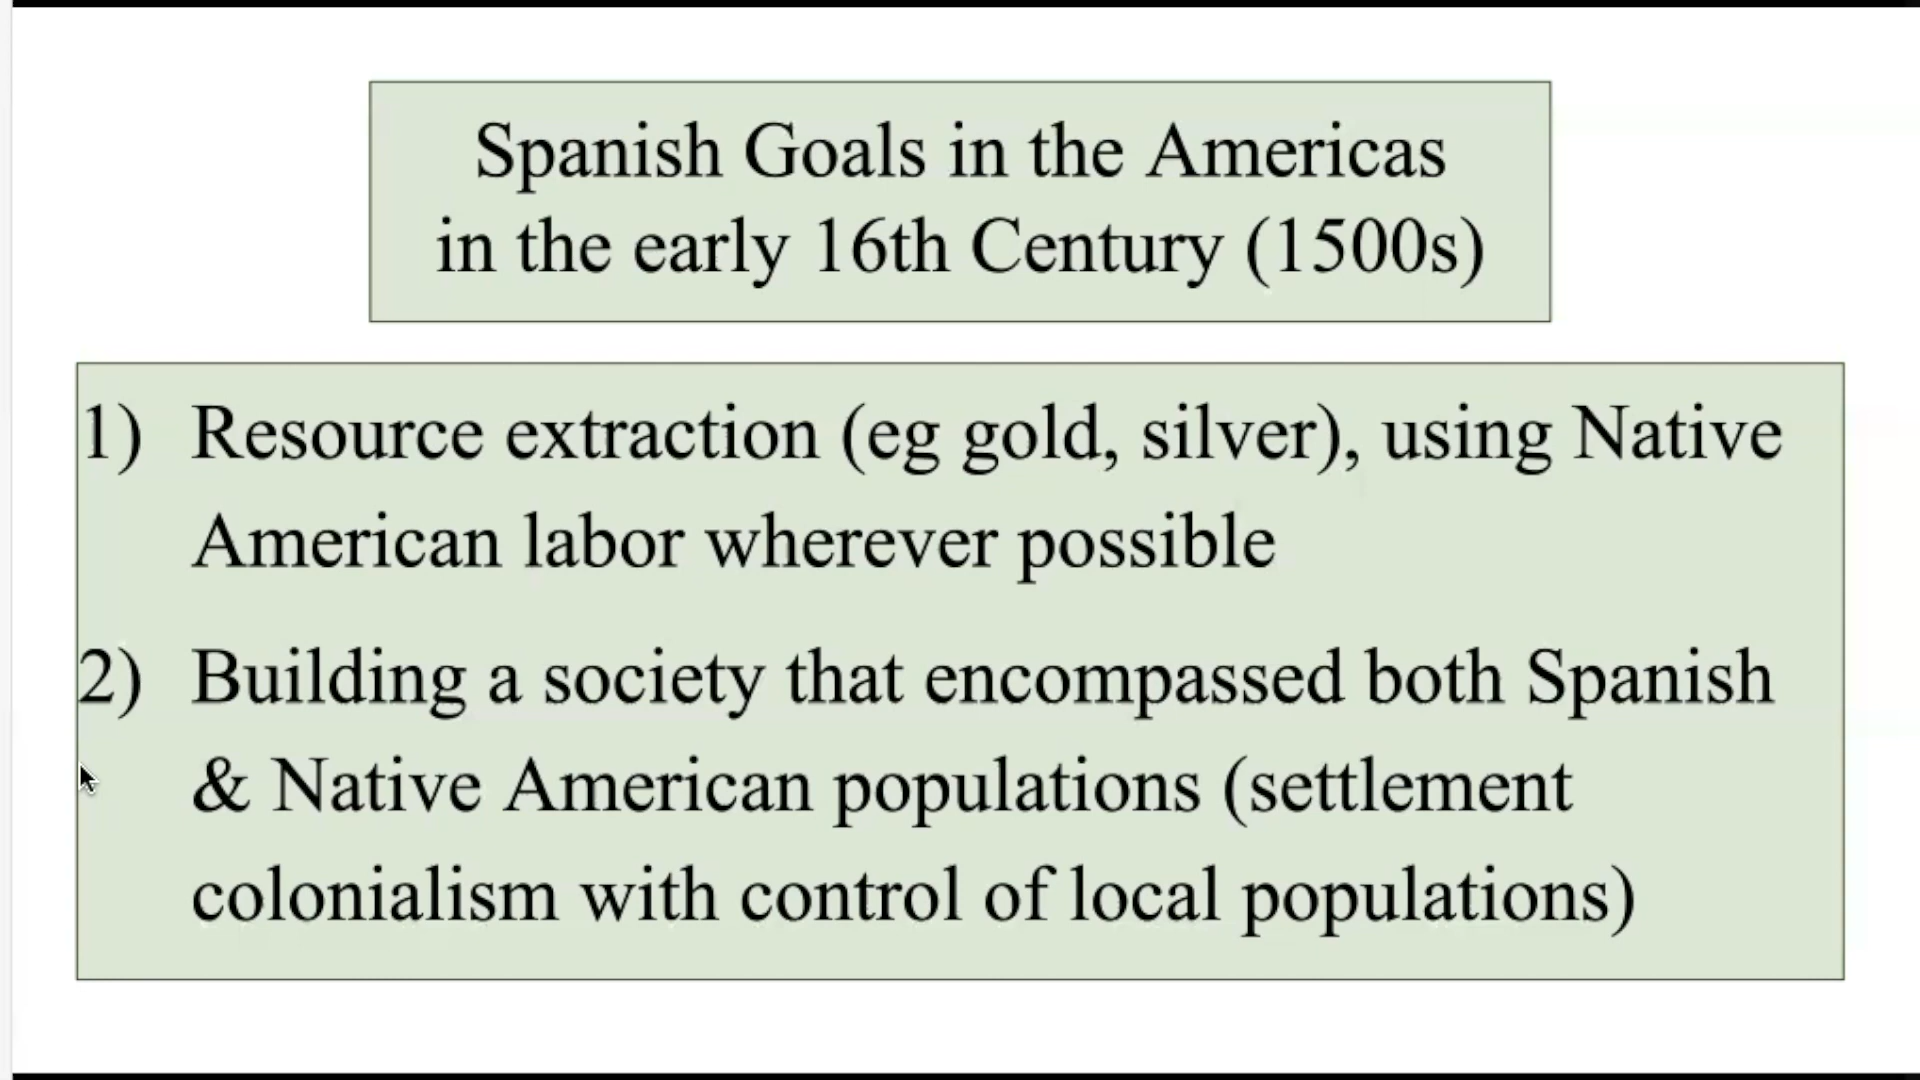 Spanish Goals in the Americas
in the early 16th Century (1500s)
1) Resource extraction (eg gold, silver), using Native
American labor wherever possible
2) Building a society that encompassed both Spanish
& Native American populations (settlement
colonialism with control of local populations)